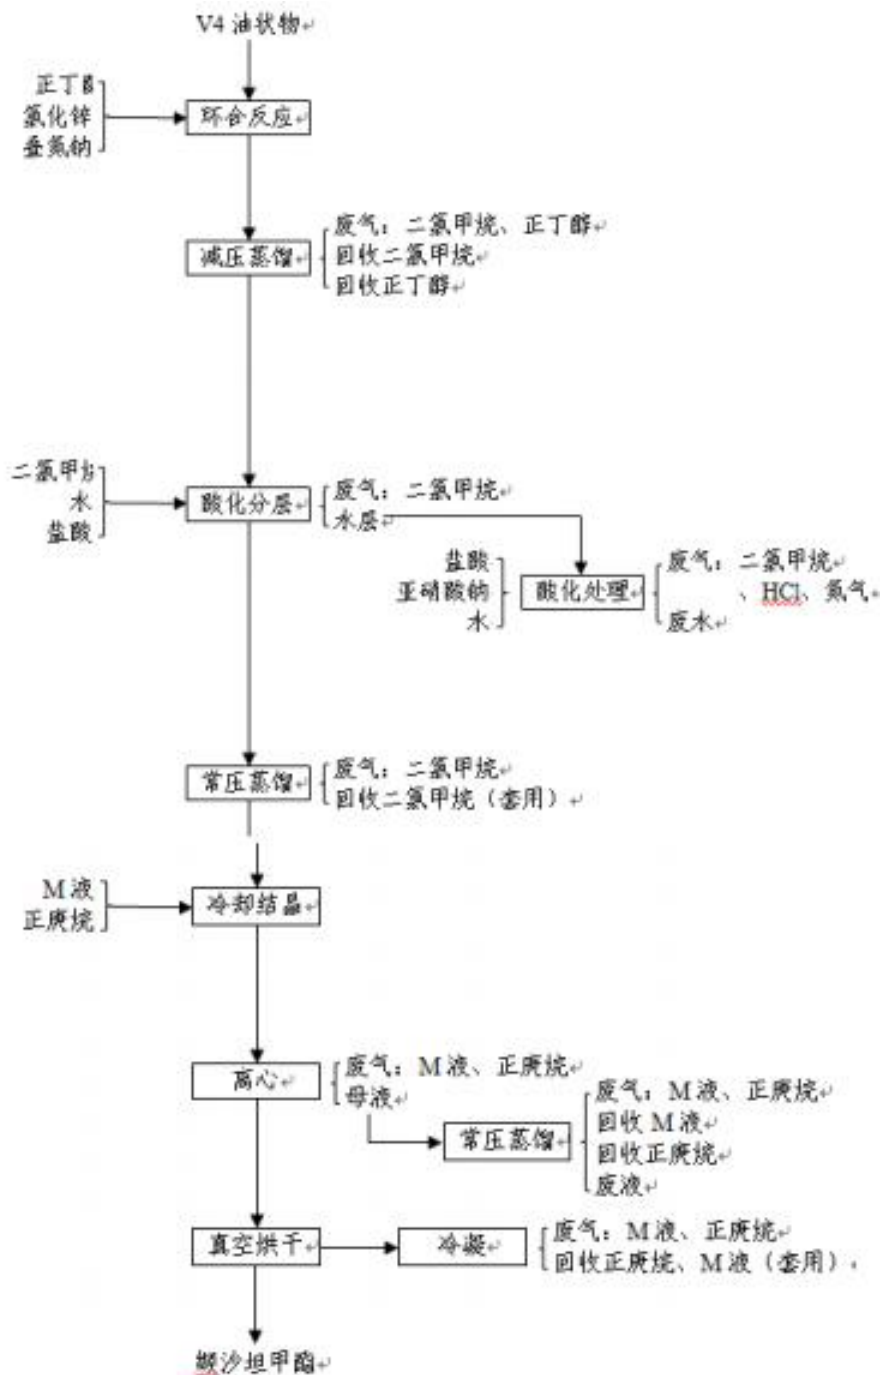 V4 油状物
正丁
氯化锌
叠氮钠
环合反应
减压蒸馏
废气：二氯甲烷、正丁醇
回收二氯甲烷
回收正丁醇
二氯甲
水
盐酸
酸化分层
废气：二氯甲烷
水层
盐酸
亚硝酸钠
水
酸化处理
废气：二氯甲烷
、HCl、氮气。
废水
常压蒸馏
废气：二氯甲烷
回收二氯甲烷（套用）
M 液
正庚烷
冷却结晶
离心
废气：M 液、正庚烷
母液
常压蒸馏
废气：M 液、正庚烷
回收 M 液
回收正庚烷
废液
真空烘干
冷凝
废气：M 液、正庚烷
回收正庚烷、M 液（套用）
缬沙坦甲酯